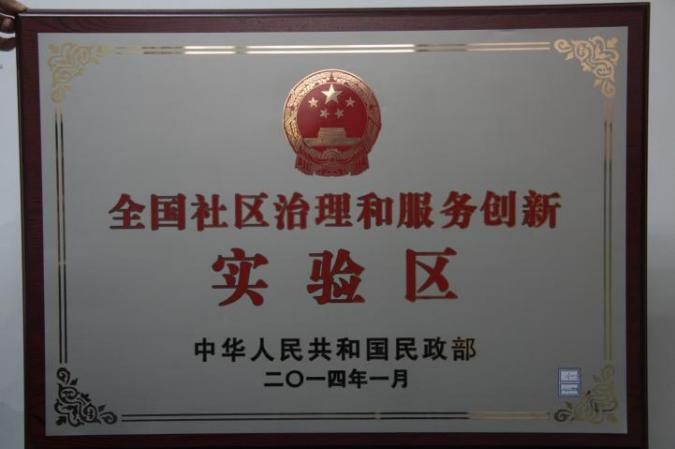 全国社区治理和服务创新
实验区
中华人民共和国民政部
二〇一四年一月